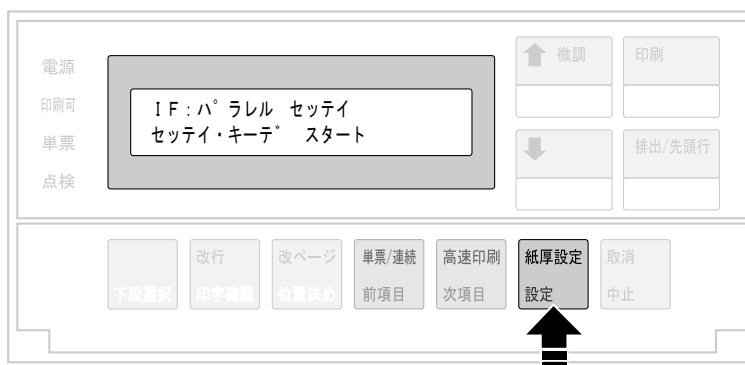 電源
印刷可
単票
点検
IF:パラレル セッテイ
セッテイ・キーデ スタート
微調
印刷
排出/先頭行
改行
改ページ
単票/連続
高速印刷
紙厚設定
取消
下段選択
印字確認
位置決め
前項目
次項目
設定
中止